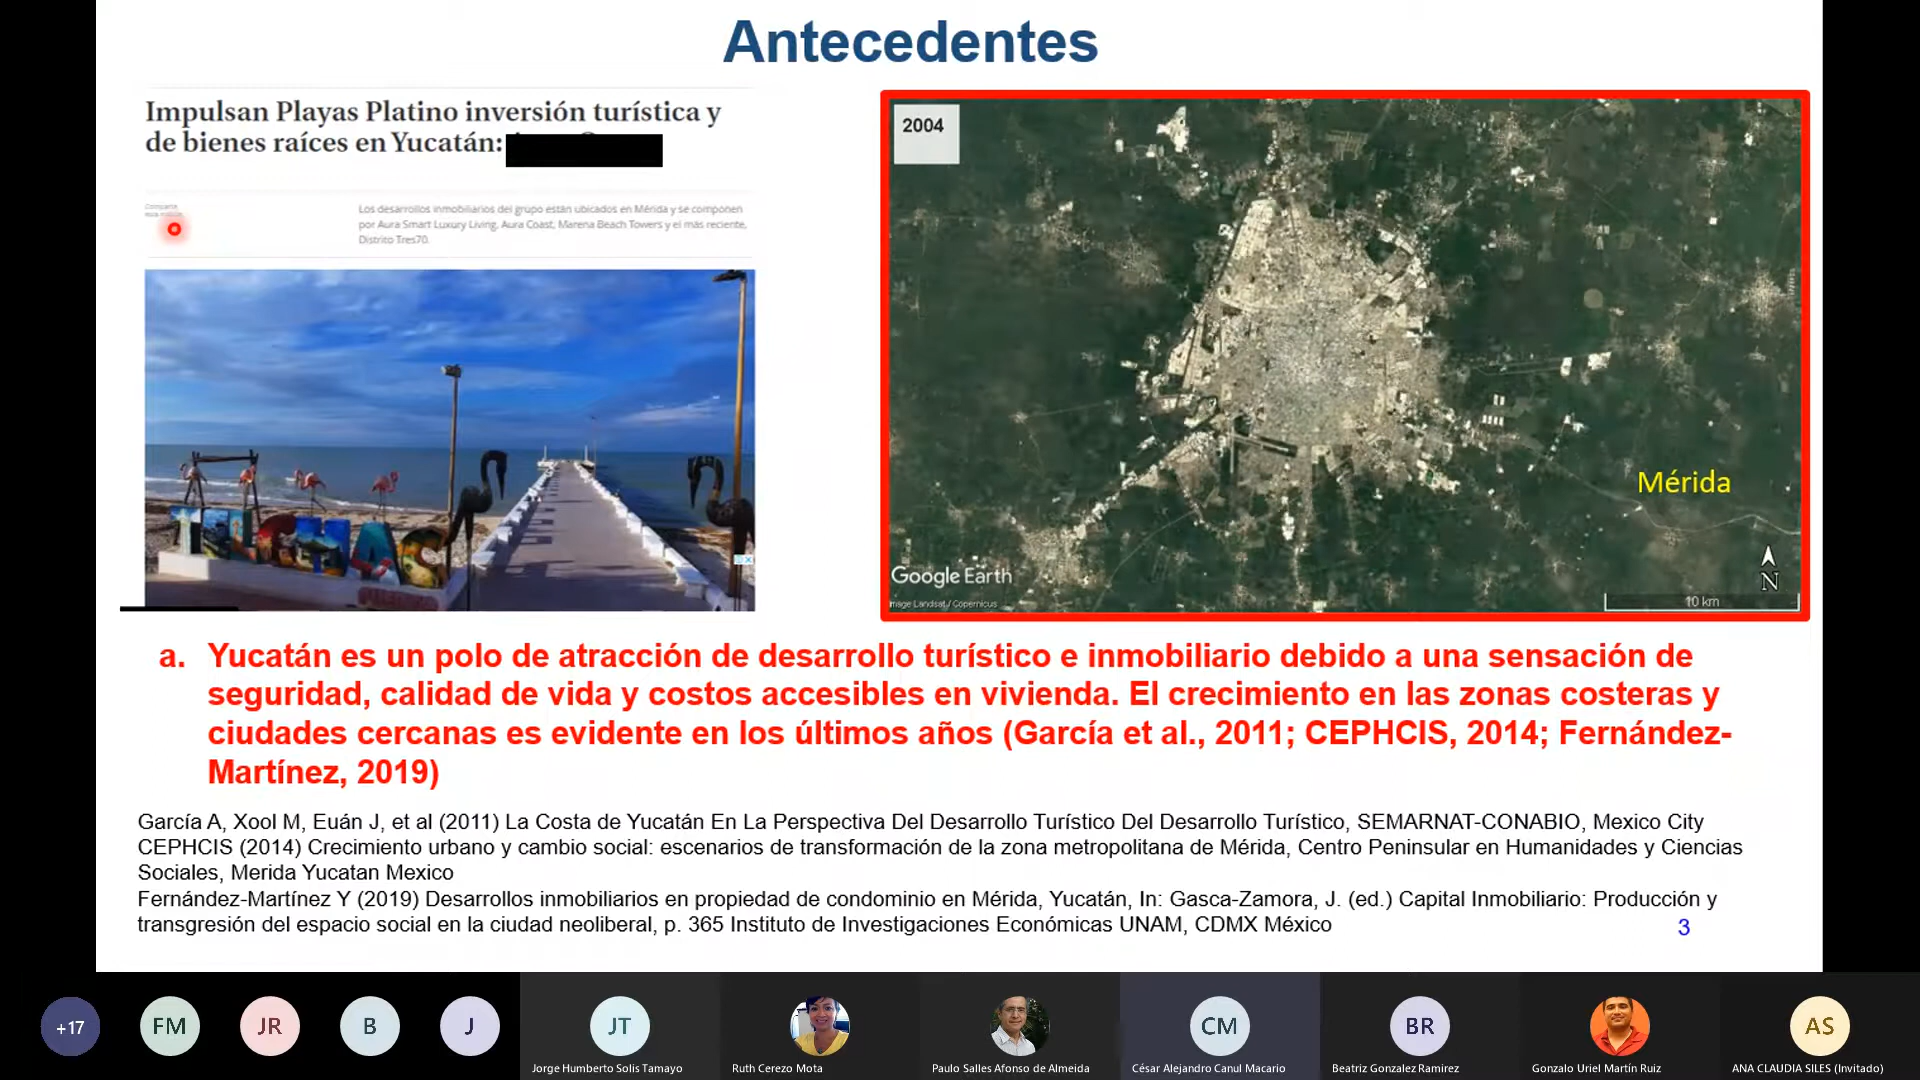 Antecedentes
Impulsan Playas Platino inversión turística y
de bienes raíces en Yucatán:
Los desarrollos inmobiliarios del grupo están ubicados en Mérida y se componen
por Aura Smart Luxury Living, Aura Coast, Marena Beach Towers y el más reciente,
Distrito Tres70.
2004
Mérida
Google Earth
Image Landsat / Copernicus
N
10 km
a. Yucatán es un polo de atracción de desarrollo turístico e inmobiliario debido a una sensación de
seguridad, calidad de vida y costos accesibles en vivienda. El crecimiento en las zonas costeras y
ciudades cercanas es evidente en los últimos años (García et al., 2011; CEPHCIS, 2014; Fernández-
Martínez, 2019)
García A, Xool M, Euán J, et al (2011) La Costa de Yucatán En La Perspectiva Del Desarrollo Turístico Del Desarrollo Turístico, SEMARNAT-CONABIO, Mexico City
CEPHCIS (2014) Crecimiento urbano y cambio social: escenarios de transformación de la zona metropolitana de Mérida, Centro Peninsular en Humanidades y Ciencias
Sociales, Merida Yucatan Mexico
Fernández-Martínez Y (2019) Desarrollos inmobiliarios en propiedad de condominio en Mérida, Yucatán, In: Gasca-Zamora, J. (ed.) Capital Inmobiliario: Producción y
transgresión del espacio social en la ciudad neoliberal, p. 365 Instituto de Investigaciones Económicas UNAM, CDMX México
3
+17
FM
JR
B
J
JT
CM
BR
AS
Jorge Humberto Solis Tamayo
Ruth Cerezo Mota
Paulo Salles Afonso de Almeida
César Alejandro Canul Macario
Beatriz Gonzalez Ramirez
Gonzalo Uriel Martín Ruiz
ANA CLAUDIA SILES (Invitado)